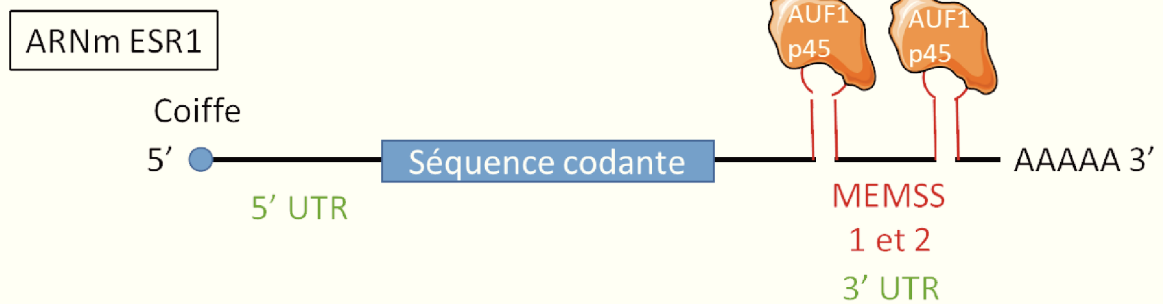 ARNm ESR1
AUF1
p45
AUF1
p45
Coiffe
5’
Séquence codante
AAAAA 3’
5’ UTR
MEMSS
1 et 2
3’ UTR